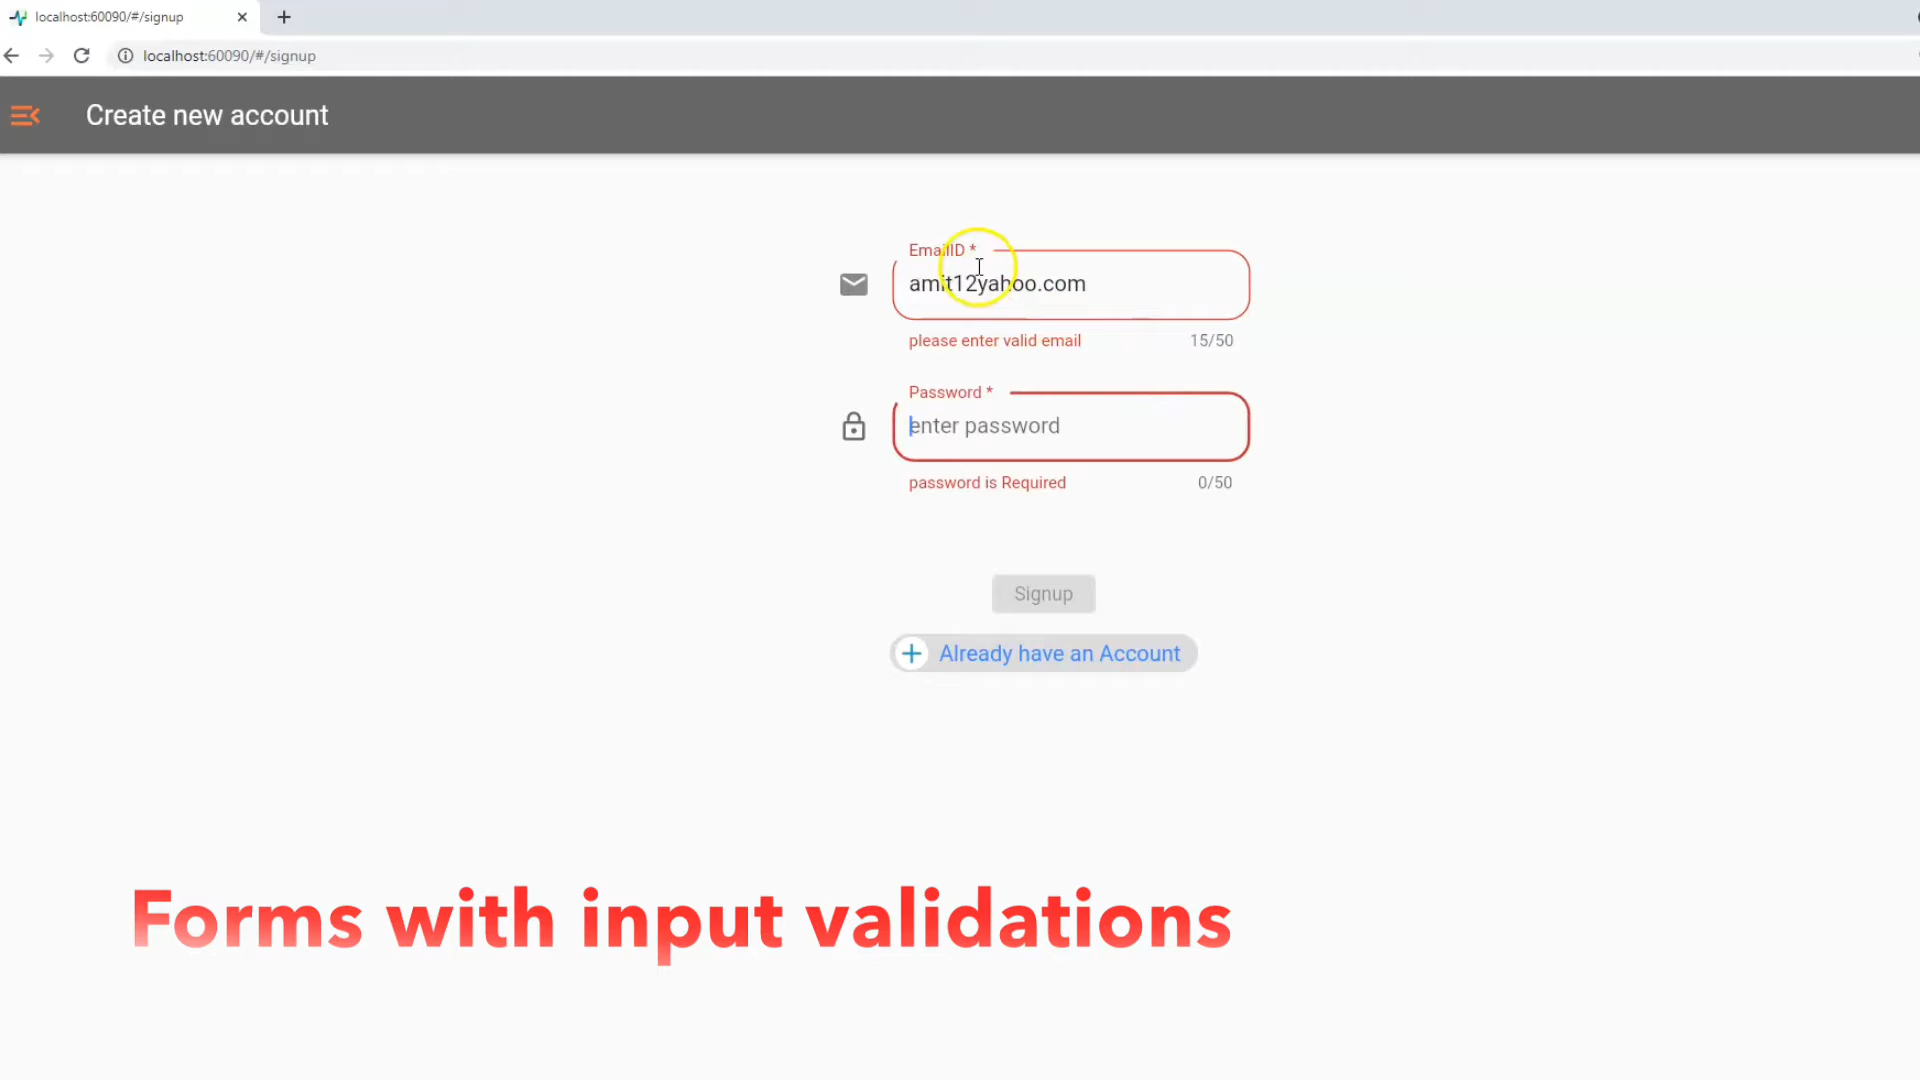 localhost:60090/#/signup
localhost:60090/#/signup
Create new account
EmailID *
amit12yahoo.com
please enter valid email 15/50
Password *
enter password
password is Required 0/50
Signup
Already have an Account
Forms with input validations